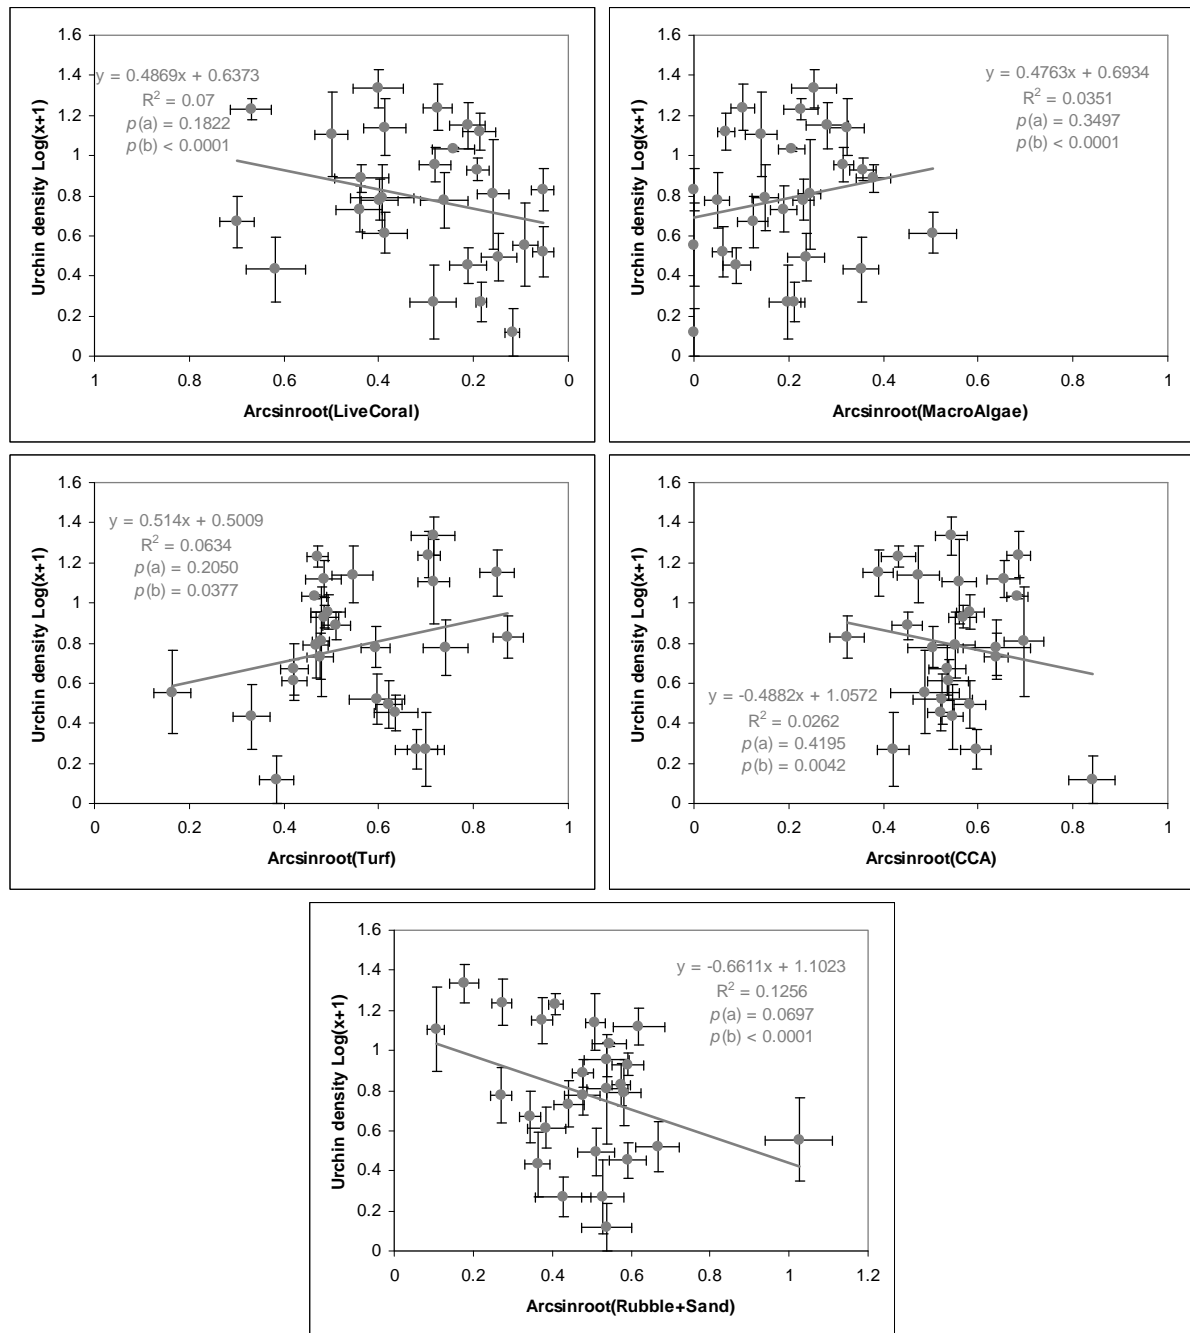 1.6
1.4
1.2
1
0.8
0.6
0.4
0.2
0
Urchin density Log(x+1)
y = 0.4869x + 0.6373
R² = 0.07
p(a) = 0.1822
p(b) < 0.0001
1 0.8 0.6 0.4 0.2 0
Arcsinroot(LiveCoral)
1.6
1.4
1.2
1
0.8
0.6
0.4
0.2
0
Urchin density Log(x+1)
y = 0.4763x + 0.6934
R² = 0.0351
p(a) = 0.3497
p(b) < 0.0001
0 0.2 0.4 0.6 0.8 1
Arcsinroot(MacroAlgae)
1.6
1.4
1.2
1
0.8
0.6
0.4
0.2
0
Urchin density Log(x+1)
y = 0.514x + 0.5009
R² = 0.0634
p(a) = 0.2050
p(b) = 0.0377
0 0.2 0.4 0.6 0.8 1
Arcsinroot(Turf)
1.6
1.4
1.2
1
0.8
0.6
0.4
0.2
0
Urchin density Log(x+1)
y = -0.4882x + 1.0572
R² = 0.0262
p(a) = 0.4195
p(b) = 0.0042
0 0.2 0.4 0.6 0.8 1
Arcsinroot(CCA)
1.6
1.4
1.2
1
0.8
0.6
0.4
0.2
0
Urchin density Log(x+1)
y = -0.6611x + 1.1023
R² = 0.1256
p(a) = 0.0697
p(b) < 0.0001
0 0.2 0.4 0.6 0.8 1 1.2
Arcsinroot(Rubble+Sand)